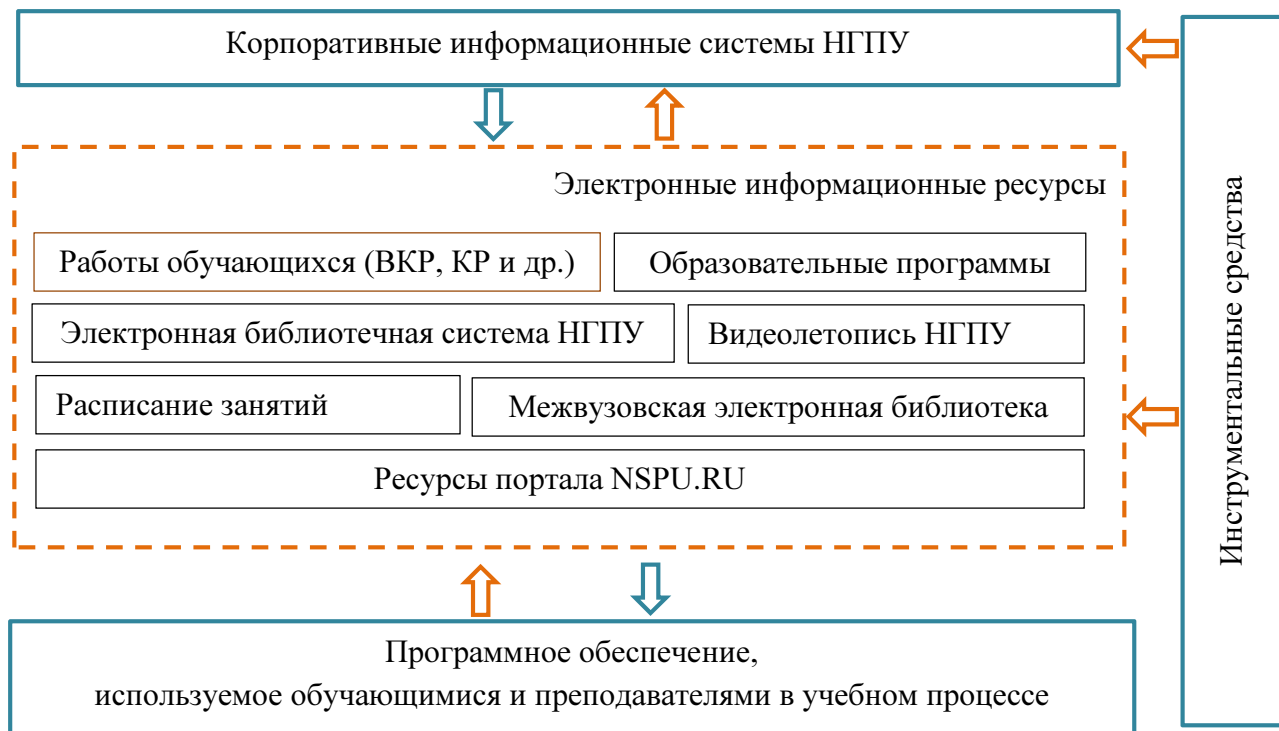 Корпоративные информационные системы НГПУ
Электронные информационные ресурсы
Работы обучающихся (ВКР, КР и др.)
Образовательные программы
Электронная библиотечная система НГПУ
Видеолетопись НГПУ
Расписание занятий
Межвузовская электронная библиотека
Ресурсы портала NSPU.RU
Программное обеспечение,
используемое обучающимися и преподавателями в учебном процессе
Инструментальные средства